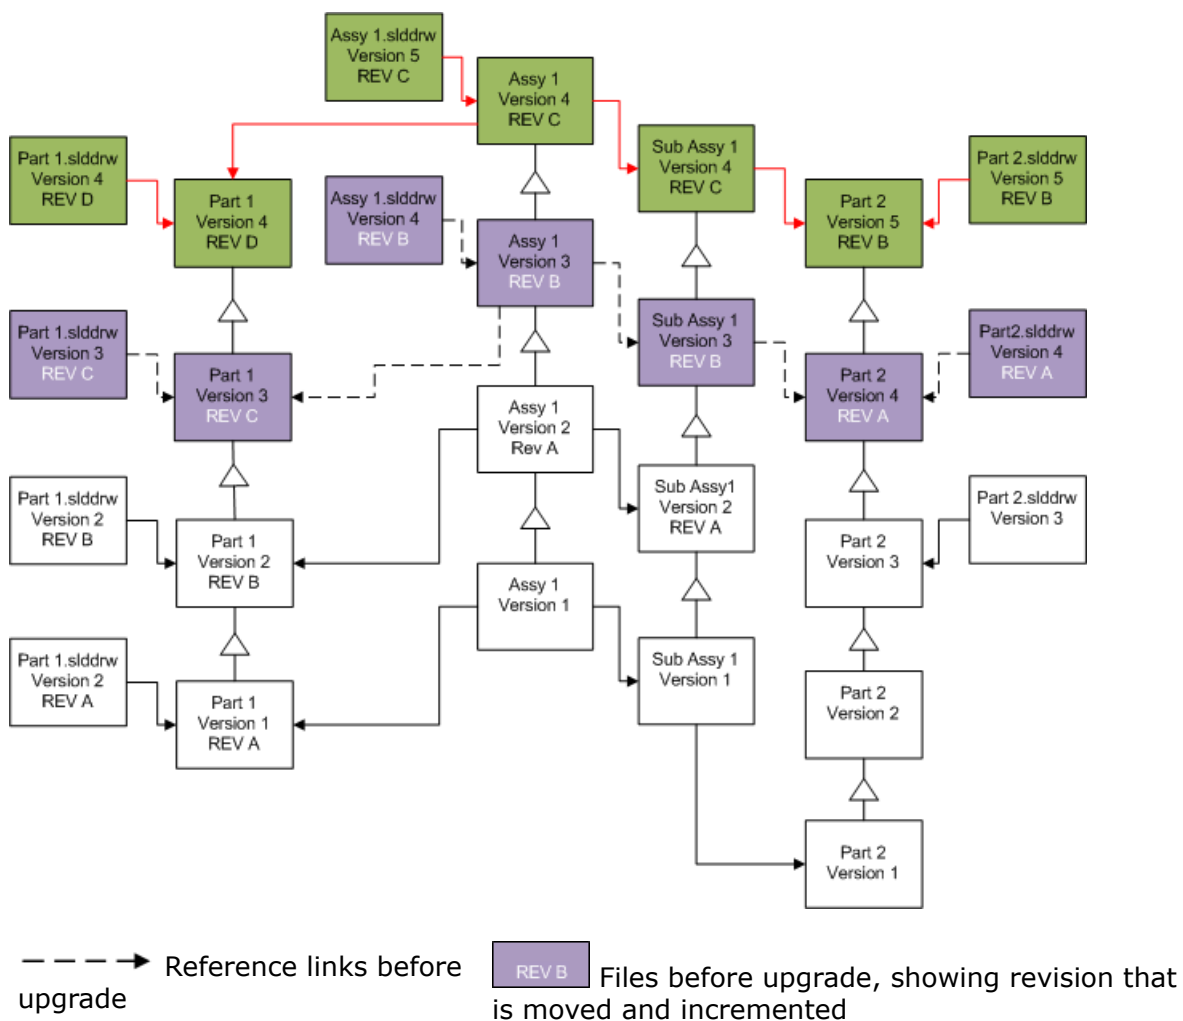 Assy 1.slddrw
Version 5
REV C
Assy 1
Version 4
REV C
Part 1.slddrw
Version 4
REV D
Sub Assy 1
Version 4
REV C
Part 2.slddrw
Version 5
REV B
Part 1
Version 4
REV D
Assy 1.slddrw
Version 4
REV B
Part 2
Version 5
REV B
Assy 1
Version 3
REV B
Part 1.slddrw
Version 3
REV C
Sub Assy 1
Version 3
REV B
Part2.slddrw
Version 4
REV A
Part 1
Version 3
REV C
Part 2
Version 4
REV A
Assy 1
Version 2
Rev A
Part 1.slddrw
Version 2
REV B
Sub Assy1
Version 2
REV A
Part 2.slddrw
Version 3
Part 1
Version 2
REV B
Part 2
Version 3
Assy 1
Version 1
Part 1.slddrw
Version 2
REV A
Sub Assy 1
Version 1
Part 1
Version 1
REV A
Part 2
Version 2
Part 2
Version 1
Reference links before
upgrade
REV B
Files before upgrade, showing revision that
is moved and incremented